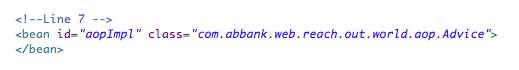 <!--Line 7 -->
<bean id="aopImpl" class="com.abbank.web.reach.out.world.aop.Advice">
</bean>